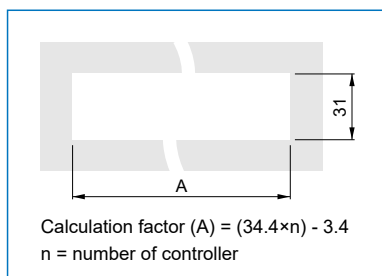 31
A
Calculation factor (A) = (34.4×n) - 3.4
n = number of controller